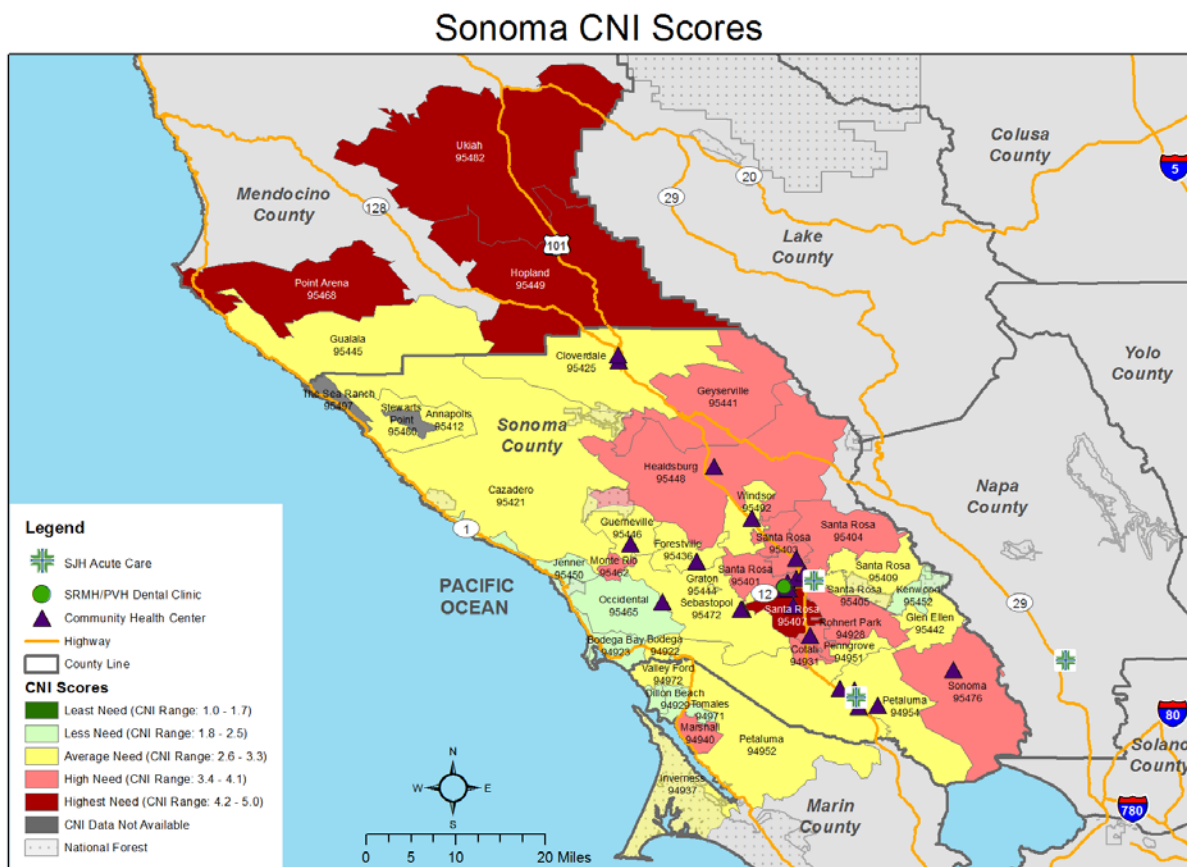 Sonoma CNI Scores
Ukiah
95482
Mendocino
County
128
101
20
29
Colusa
County
5
Lake
County
Hopland
95449
Point Arena
95468
Gualala
95445
Cloverdale
95425
Geyserville
95441
Yolo
County
The Sea Ranch
95497
Stewarts
Point
95480
Annapolis
95412
Sonoma
County
Healdsburg
95448
Napa
County
Cazadero
95421
Windsor
95492
Guerneville
95446
Forestville
95436
Santa Rosa
95403
Santa Rosa
95404
1
Jenner
95450
Monte Rio
95462
Graton
95444
Santa Rosa
95401
Santa Rosa
95409
Santa Rosa
95405
Kenwood
95452
PACIFIC
OCEAN
Occidental
95465
Sebastopol
95472
12
Santa Rosa
95407
Rohnert Park
94928
Glen Ellen
95442
29
Bodega Bay
94923
Bodega
94922
Cotati
94931
Penngrove
94951
Valley Ford
94972
Dillon Beach
94929
Tomales
94971
Petaluma
94954
Sonoma
95476
Marshall
94940
Petaluma
94952
Inverness
94937
Marin
County
80
Solano
County
780
Legend
SJH Acute Care
SRMH/PVH Dental Clinic
Community Health Center
Highway
County Line
CNI Scores
Least Need (CNI Range: 1.0 - 1.7)
Less Need (CNI Range: 1.8 - 2.5)
Average Need (CNI Range: 2.6 - 3.3)
High Need (CNI Range: 3.4 - 4.1)
Highest Need (CNI Range: 4.2 - 5.0)
CNI Data Not Available
National Forest
N
W E
S
0 5 10 20 Miles